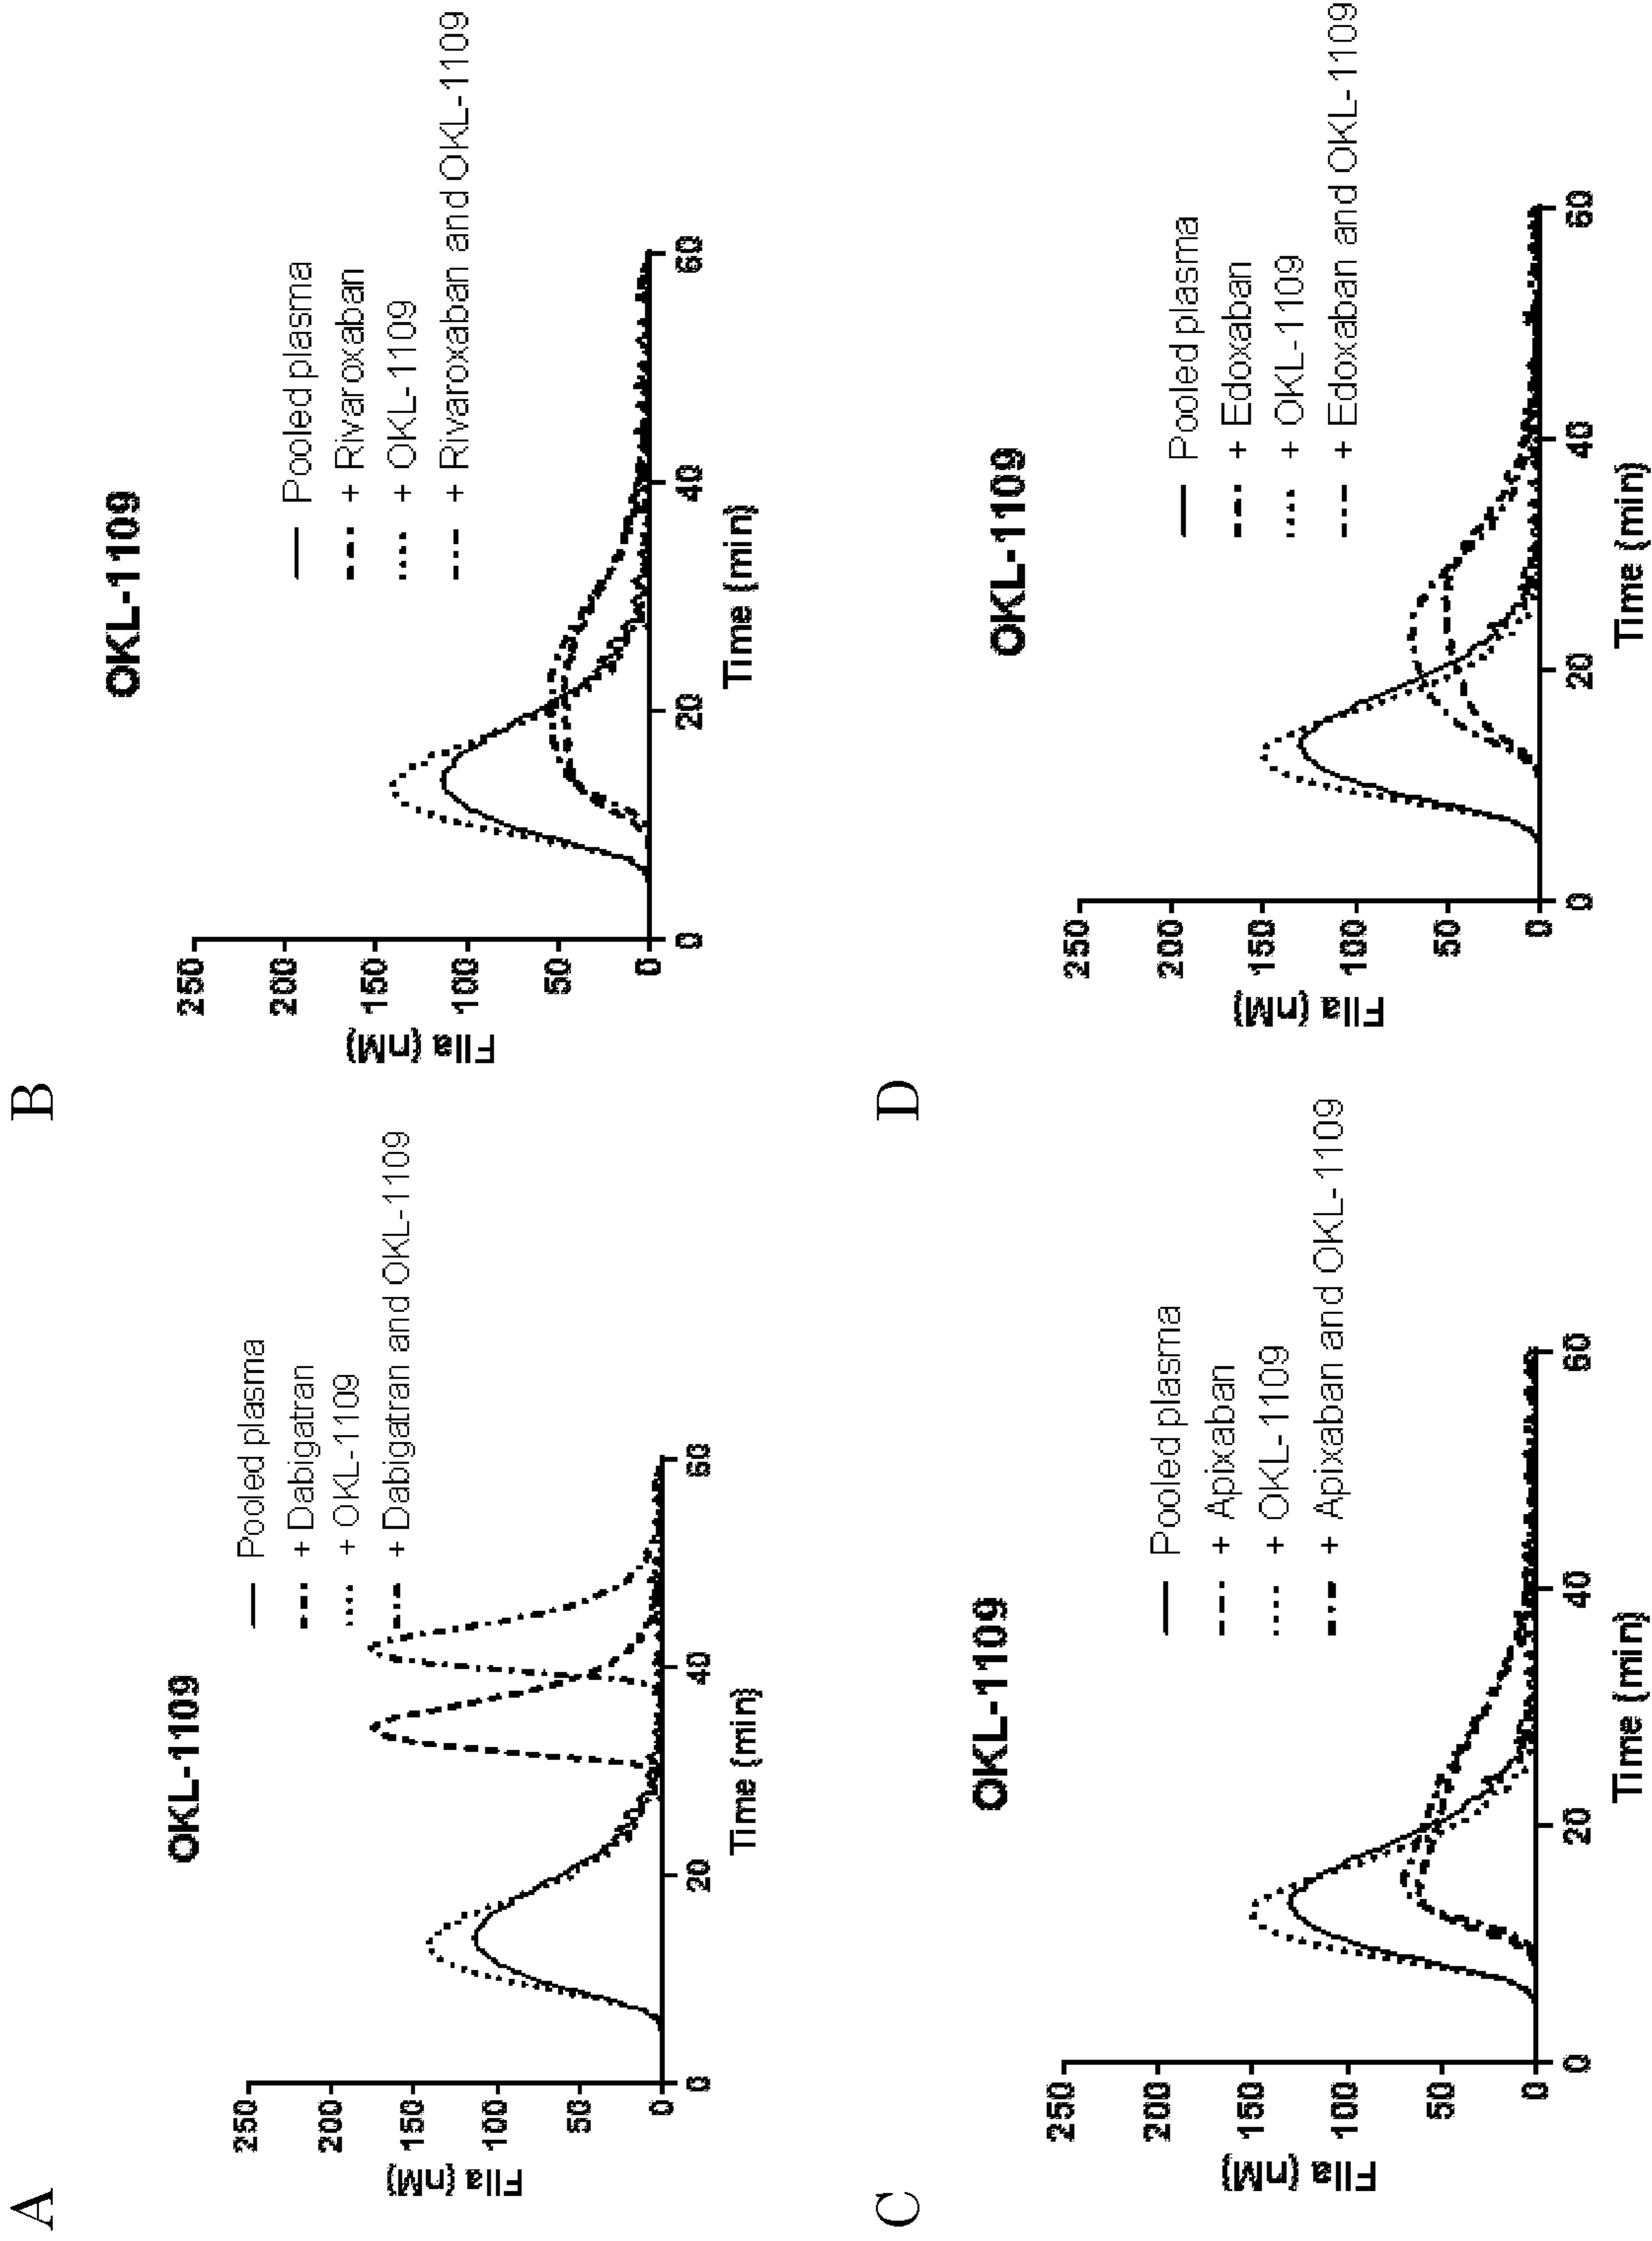 A
OKL-1109
Pooled plasma
+ Dabigatran
+ OKL-1109
+ Dabigatran and OKL-1109
250
200
150
100
50
0
FIIa (nM)
0
20
40
60
Time (min)
B
OKL-1109
Pooled plasma
+ Rivaroxaban
+ OKL-1109
+ Rivaroxaban and OKL-1109
250
200
150
100
50
0
FIIa (nM)
0
20
40
60
Time (min)
C
OKL-1109
Pooled plasma
+ Apixaban
+ OKL-1109
+ Apixaban and OKL-1109
250
200
150
100
50
0
FIIa (nM)
0
20
40
60
Time (min)
D
OKL-1109
Pooled plasma
+ Edoxaban
+ OKL-1109
+ Edoxaban and OKL-1109
250
200
150
100
50
0
FIIa (nM)
0
20
40
60
Time (min)